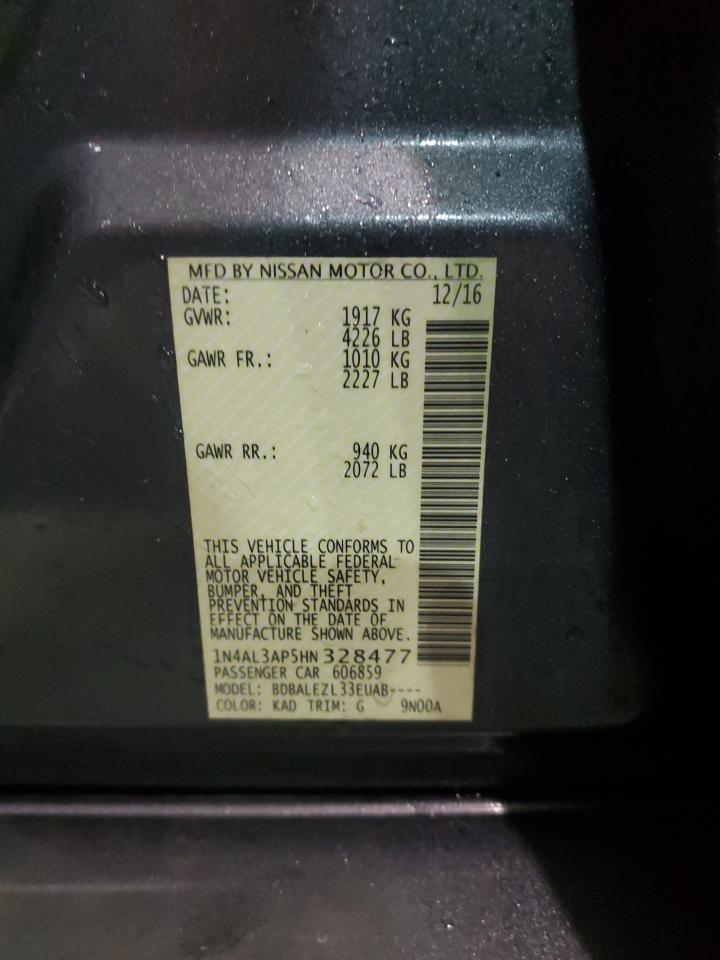 MFD BY NISSAN MOTOR CO., LTD.
DATE: 12/16
GVWR: 1917 KG
4226 LB
GAWR FR.: 1010 KG
2227 LB
GAWR RR.: 940 KG
2072 LB
THIS VEHICLE CONFORMS TO
ALL APPLICABLE FEDERAL
MOTOR VEHICLE SAFETY,
BUMPER, AND THEFT
PREVENTION STANDARDS IN
EFFECT ON THE DATE OF
MANUFACTURE SHOWN ABOVE.
1N4AL3AP5HN328477
PASSENGER CAR 606859
MODEL: BDBALEZL33EUAB----
COLOR: KAD TRIM: G 9N00A